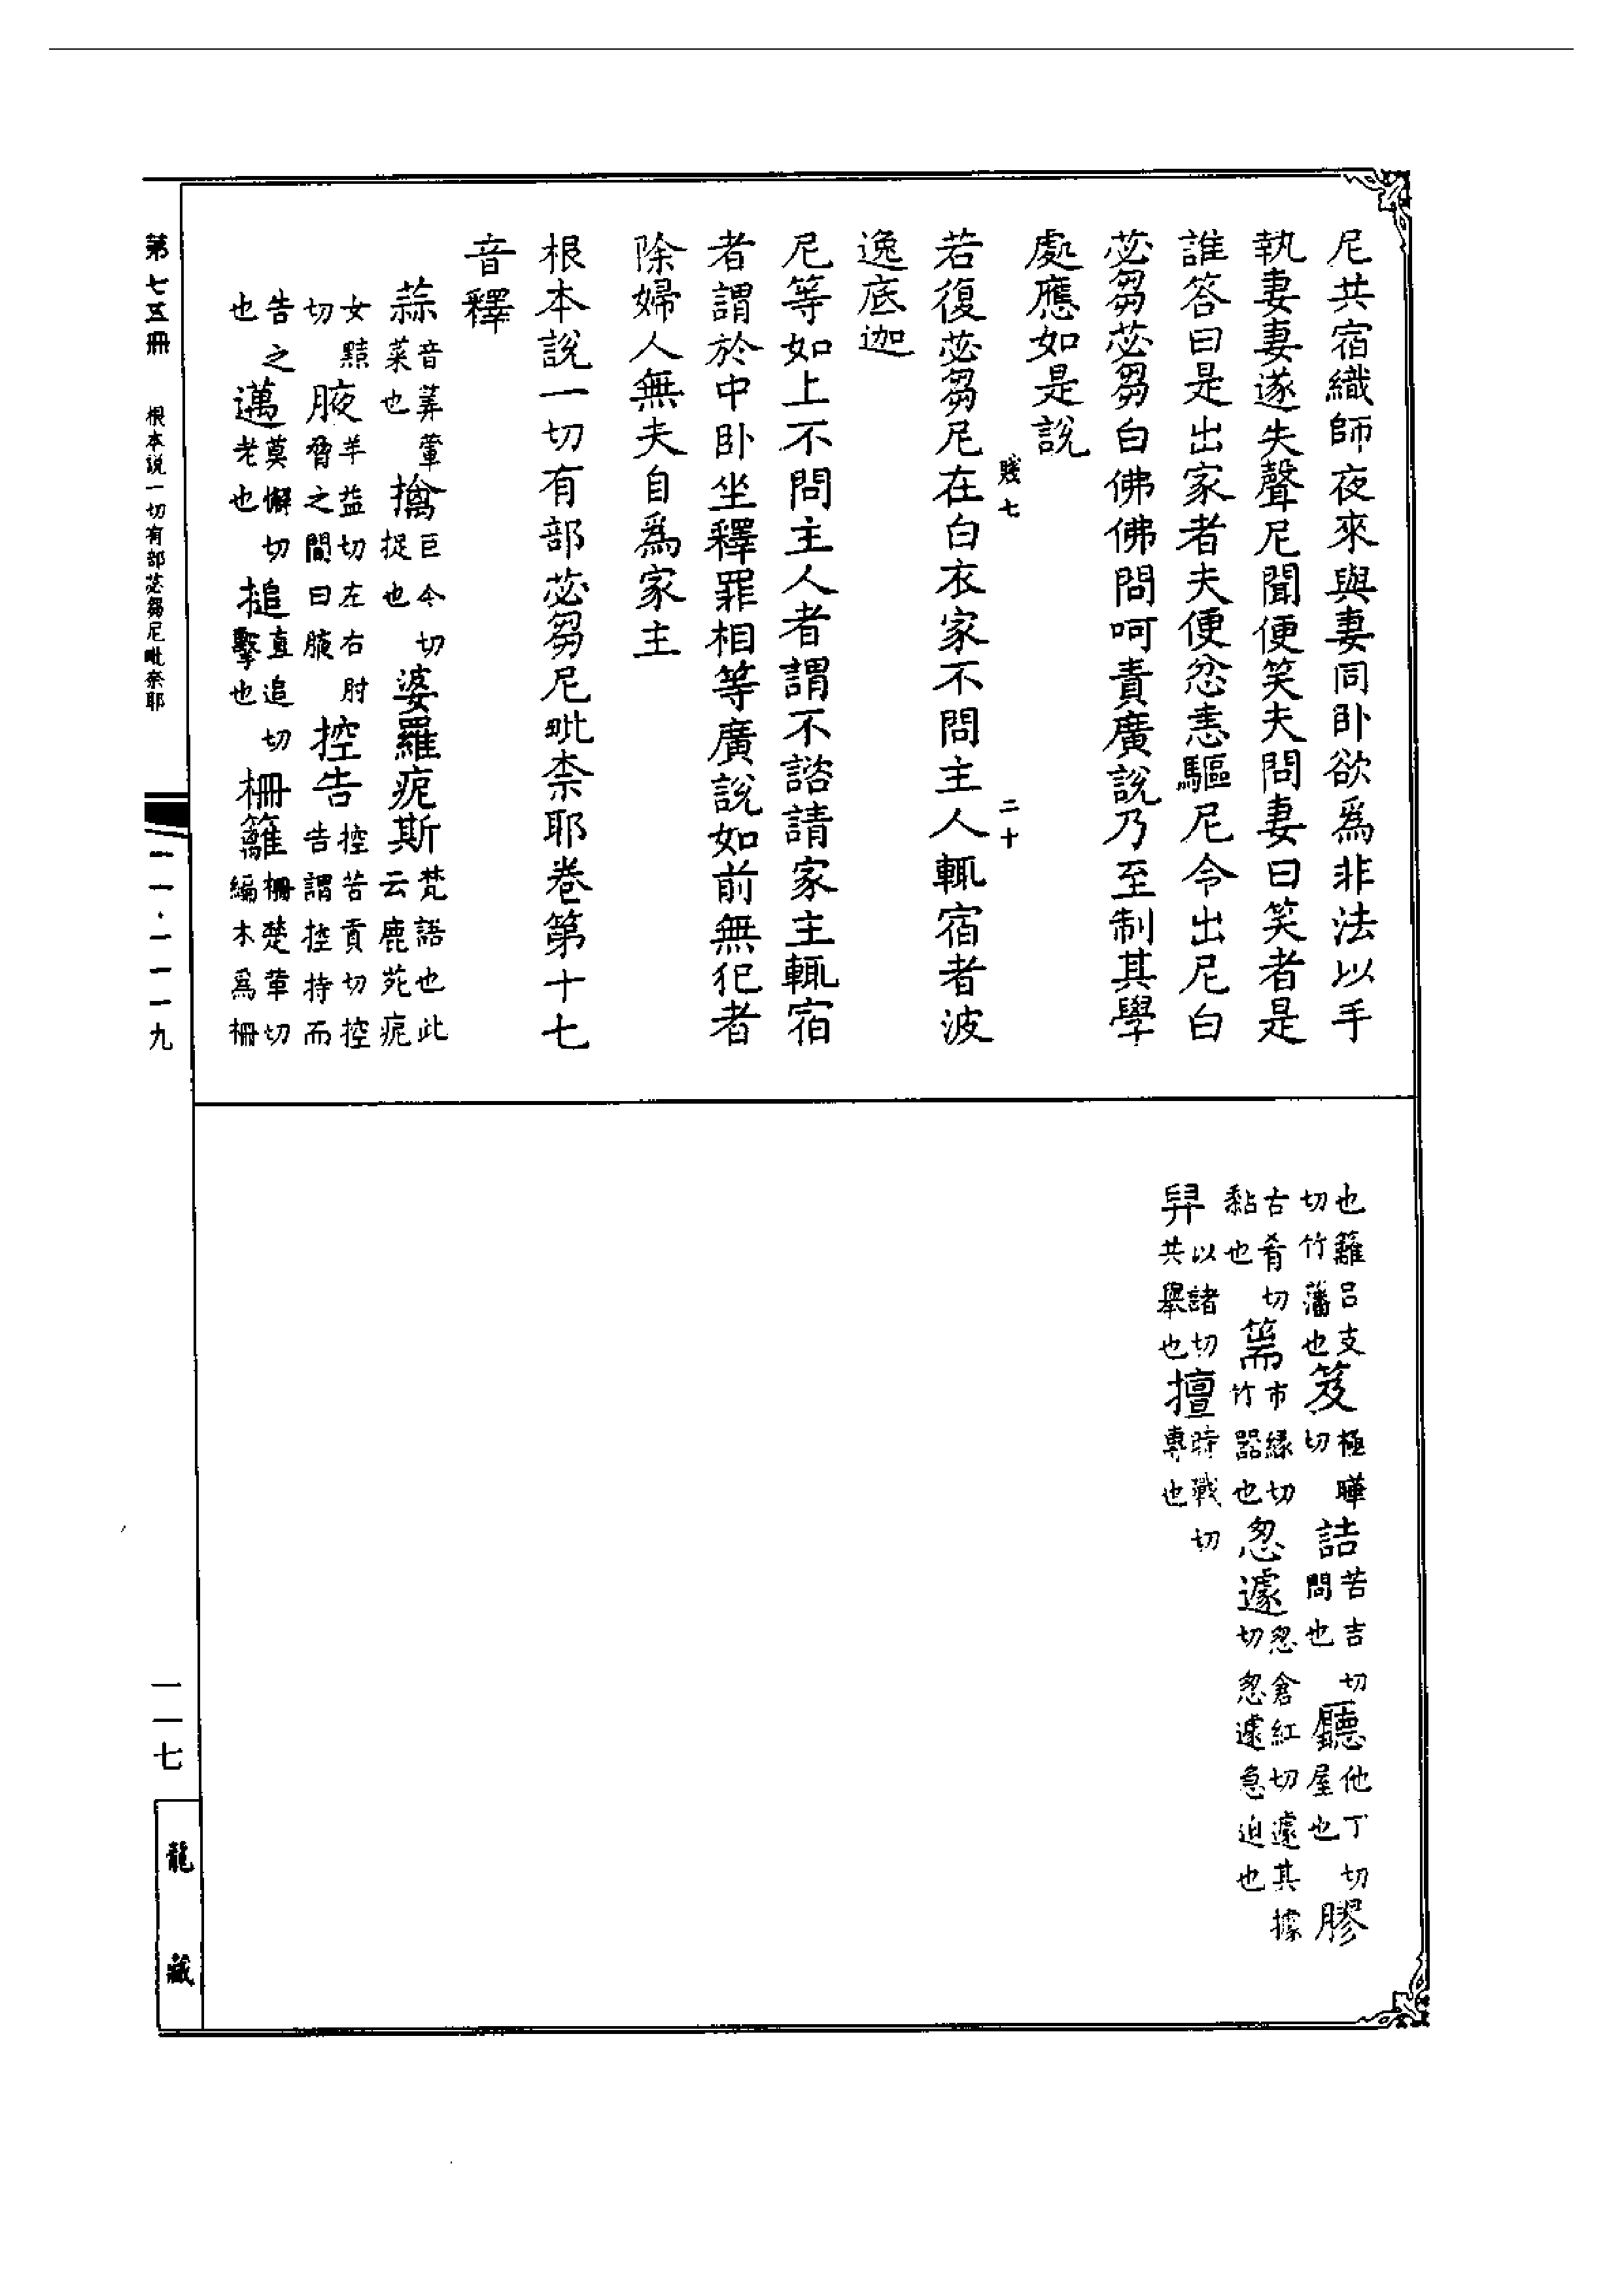 尼共宿織師夜來與妻同卧欲爲非法以手
執妻妻遂失聲尼聞便笑夫問妻曰笑者是
誰答曰是出家者夫便忿恚驅尼令出尼白
苾芻苾芻白佛佛問呵責廣說乃至制其學
處應如是說
賤七
二十
若復苾芻尼在白衣家不問主人輒宿者波
逸底迦
尼等如上不問主人者謂不諮請家主輒宿
者謂於中卧坐釋罪相等廣說如前無犯者
除婦人無夫自爲家主
根本說一切有部苾芻尼毗柰耶卷第十七
音釋
蒜音筭葷菜也 擒巨今切捉也 婆羅痆斯梵語也此云鹿苑痆
女黠切 腋羊益切左右肘脅之間曰腋 控告控苦貢切控告謂控持而
告之也 邁莫懈切老也 搥直追切擊也 柵籬柵楚革切編木爲柵
也籬呂支切竹藩也 笈極曄切 詰苦吉切問也 廳他丁切屋也 膠
古肴切黏也 篅市緣切竹器也 怱遽怱倉紅切遽其據切怱遽急迫也
舁以諸切共舉也 擅時戰切專也
第七五冊
根本說一切有部苾芻尼毗奈耶
一一·一一一九
一一七
龍藏